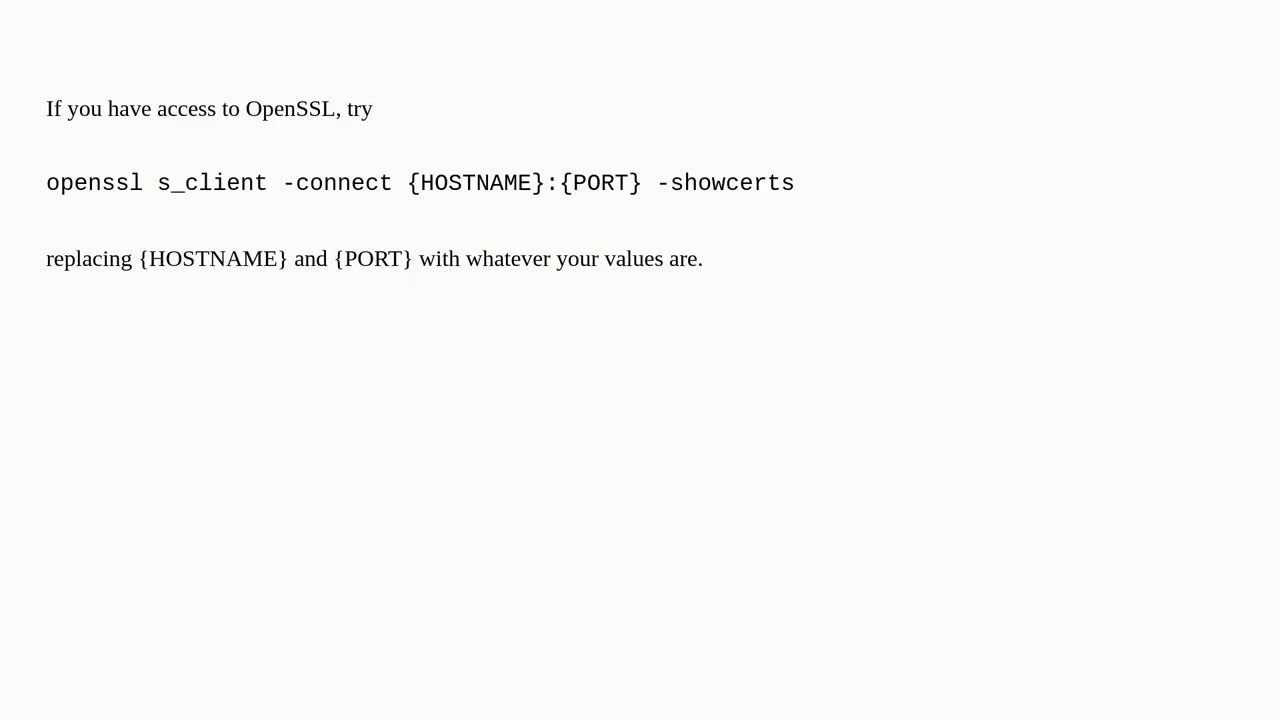 If you have access to OpenSSL, try
openssl s_client -connect {HOSTNAME}:{PORT} -showcerts
replacing {HOSTNAME} and {PORT} with whatever your values are.